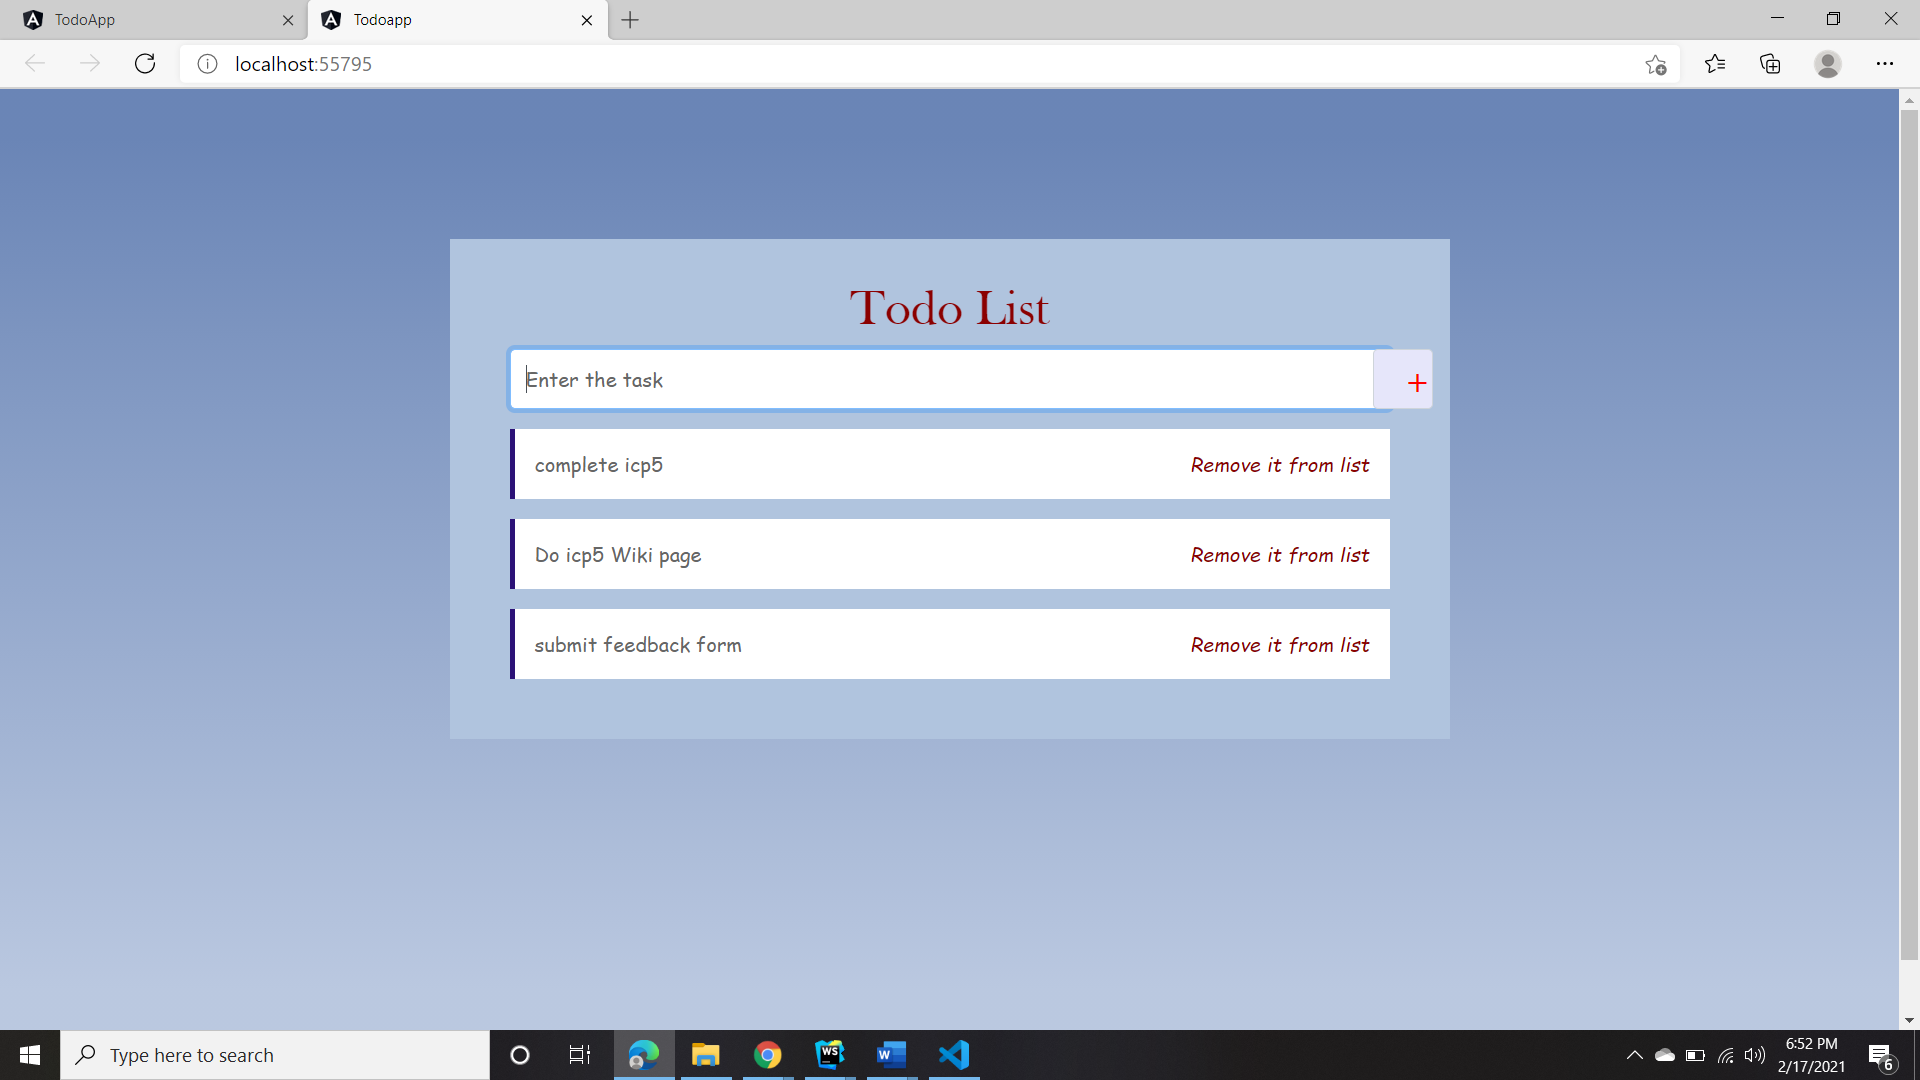 TodoApp
Todoapp
localhost:55795
Todo List
Enter the task
+
complete icp5 Remove it from list
Do icp5 Wiki page Remove it from list
submit feedback form Remove it from list
Type here to search
WS
W
6:52 PM
2/17/2021
6